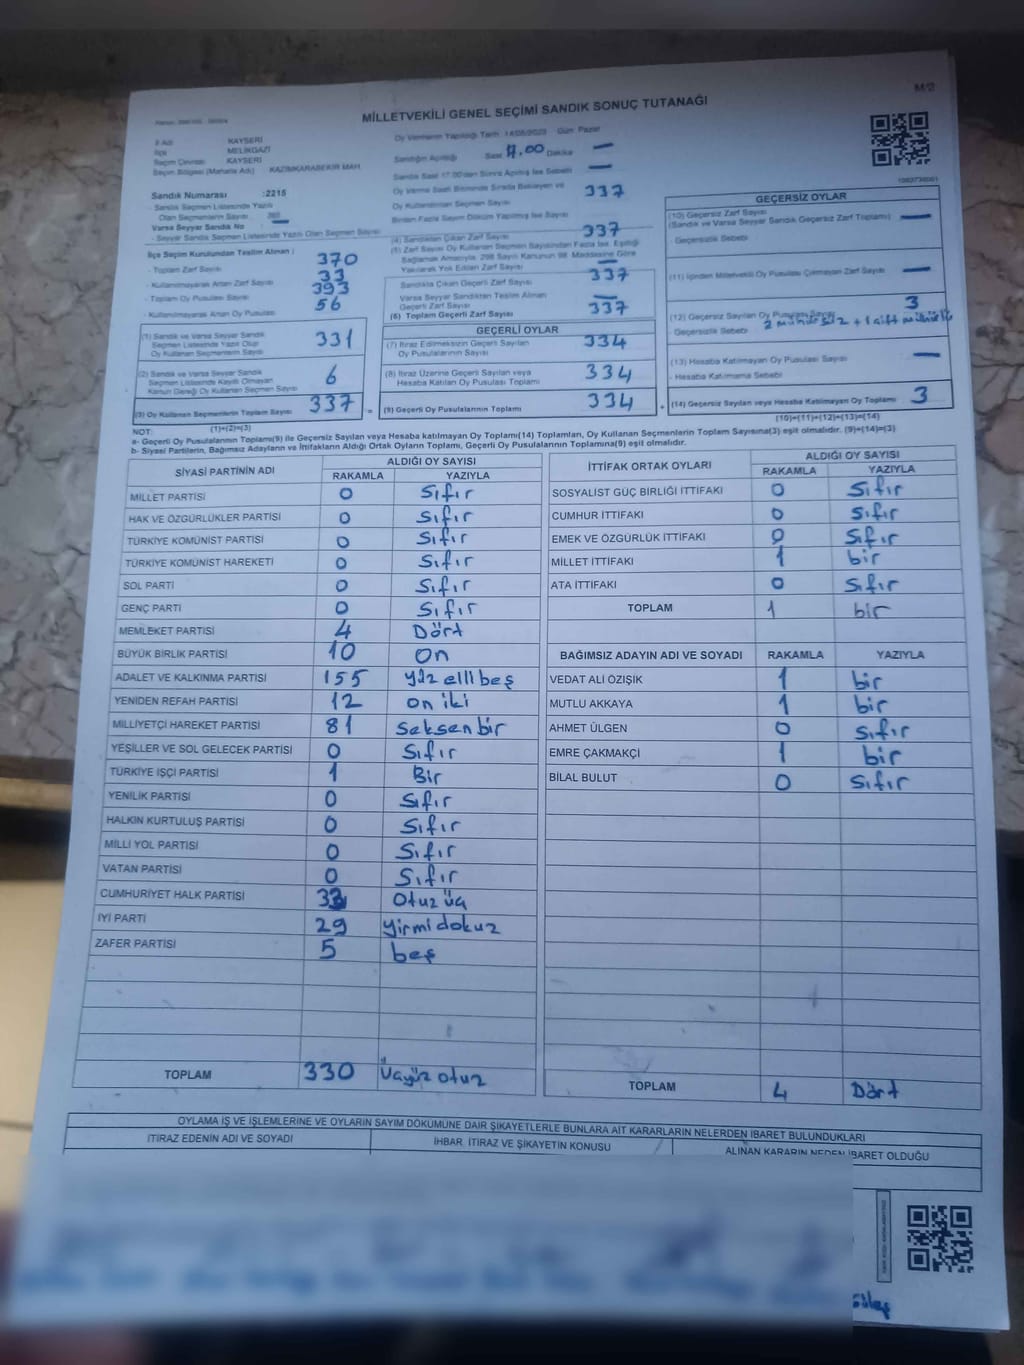 M/2
MİLLETVEKİLİ GENEL SEÇİMİ SANDIK SONUÇ TUTANAĞI
İl Adı KAYSERİ
İlçe MELİKGAZİ
Seçim Çevresi KAYSERİ
Seçim Bölgesi (Mahalle Adı) KAZIMKARABEKİR MAH.
Sandık Numarası :2215
- Sandık Seçmen Listesinde Yazılı
Olan Seçmenlerin Sayısı
Varsa Seyyar Sandık No —
- Seyyar Sandık Seçmen Listesinde Yazılı Olan Seçmen Sayısı
İlçe Seçim Kurulundan Teslim Alınan :
- Toplam Zarf Sayısı 370
- Kullanılmayarak Artan Zarf Sayısı 33
- Toplam Oy Pusulası Sayısı 393
- Kullanılmayarak Artan Oy Pusulası 56
(1) Sandık ve Varsa Seyyar Sandık
Seçmen Listesinde Yazılı Olup
Oy Kullanan Seçmenlerin Sayısı 331
(2) Sandık ve Varsa Seyyar Sandık
Seçmen Listesinde Kayıtlı Olmayan
Kanun Gereği Oy Kullanan Seçmen Sayısı 6
(3) Oy Kullanan Seçmenlerin Toplam Sayısı 337 =
(1)+(2)=(3)
Oy Vermenin Yapıldığı Tarih 14/05/2023 Gün Pazar
Sandığın Açıldığı Saat Dakika —
Sandık Saat 17.00'den Sonra Açılmış İse Sebebi —
Oy Verme Saati Bitiminde Sırada Bekleyen ve
Oy Kullandırılan Seçmen Sayısı 337
Birden Fazla Sayım Döküm Yapılmış İse Sayısı
(4) Sandıktan Çıkan Zarf Sayısı 337
(5) Zarf Sayısı Oy Kullanan Seçmen Sayısından Fazla İse, Eşitliği
Sağlamak Amacıyla, 298 Sayılı Kanunun 98. Maddesine Göre
Yakılarak Yok Edilen Zarf Sayısı —
Sandıkta Çıkan Geçerli Zarf Sayısı 337
Varsa Seyyar Sandıktan Teslim Alınan
Geçerli Zarf Sayısı —
(6) Toplam Geçerli Zarf Sayısı 337
GEÇERLİ OYLAR
(7) İtiraz Edilmeksizin Geçerli Sayılan
Oy Pusulalarının Sayısı 334
(8) İtiraz Üzerine Geçerli Sayılan veya
Hesaba Katılan Oy Pusulası Toplamı 334
(9) Geçerli Oy Pusulalarının Toplamı 334 +
GEÇERSİZ OYLAR
(10) Geçersiz Zarf Sayısı
(Sandık ve Varsa Seyyar Sandık Geçersiz Zarf Toplamı) —
Geçersizlik Sebebi
(11) İçinden Milletvekili Oy Pusulası Çıkmayan Zarf Sayısı —
(12) Geçersiz Sayılan Oy Pusulası Sayısı 3
Geçersizlik Sebebi 2 mühürsüz + 1 çift mühürlü
(13) Hesaba Katılmayan Oy Pusulası Sayısı —
- Hesaba Katılmama Sebebi
(14) Geçersiz Sayılan veya Hesaba Katılmayan Oy Toplamı 3
(10)+(11)+(12)+(13)=(14)
NOT:
a- Geçerli Oy Pusulaları Toplamı(9) ile Geçersiz Sayılan veya Hesaba katılmayan Oy Toplamı(14) Toplamları, Oy Kullanan Seçmenlerin Toplam Sayısına(3) eşit olmalıdır. (9)+(14)=(3)
b- Siyasi Partilerin, Bağımsız Adayların ve İttifakların Aldığı Ortak Oyların Toplamı, Geçerli Oy Pusulalarının Toplamına(9) eşit olmalıdır.
SİYASİ PARTİNİN ADI ALDIĞI OY SAYISI
RAKAMLA YAZIYLA
MİLLET PARTİSİ 0 Sıfır
HAK VE ÖZGÜRLÜKLER PARTİSİ 0 Sıfır
TÜRKİYE KOMÜNİST PARTİSİ 0 Sıfır
TÜRKİYE KOMÜNİST HAREKETİ 0 Sıfır
SOL PARTİ 0 Sıfır
GENÇ PARTİ 0 Sıfır
MEMLEKET PARTİSİ 4 Dört
BÜYÜK BİRLİK PARTİSİ 10 On
ADALET VE KALKINMA PARTİSİ 155 yüz elli beş
YENİDEN REFAH PARTİSİ 12 on iki
MİLLİYETÇİ HAREKET PARTİSİ 81 Seksen bir
YEŞİLLER VE SOL GELECEK PARTİSİ 0 Sıfır
TÜRKİYE İŞÇİ PARTİSİ 1 Bir
YENİLİK PARTİSİ 0 Sıfır
HALKIN KURTULUŞ PARTİSİ 0 Sıfır
MİLLİ YOL PARTİSİ 0 Sıfır
VATAN PARTİSİ 0 Sıfır
CUMHURİYET HALK PARTİSİ 33 Otuz üç
İYİ PARTİ 29 yirmi dokuz
ZAFER PARTİSİ 5 beş
TOPLAM 330 Üçyüz otuz
İTTİFAK ORTAK OYLARI ALDIĞI OY SAYISI
RAKAMLA YAZIYLA
SOSYALİST GÜÇ BİRLİĞİ İTTİFAKI 0 Sıfır
CUMHUR İTTİFAKI 0 Sıfır
EMEK VE ÖZGÜRLÜK İTTİFAKI 0 Sıfır
MİLLET İTTİFAKI 1 bir
ATA İTTİFAKI 0 Sıfır
TOPLAM 1 bir
BAĞIMSIZ ADAYIN ADI VE SOYADI RAKAMLA YAZIYLA
VEDAT ALİ ÖZIŞIK 1 bir
MUTLU AKKAYA 1 bir
AHMET ÜLGEN 0 Sıfır
EMRE ÇAKMAKÇİ 1 bir
BİLAL BULUT 0 Sıfır
TOPLAM 4 Dört
OYLAMA İŞ VE İŞLEMLERİNE VE OYLARIN SAYIM DÖKÜMÜNE DAİR ŞİKAYETLERLE BUNLARA AİT KARARLARIN NELERDEN İBARET BULUNDUKLARI
İTİRAZ EDENİN ADI VE SOYADI İHBAR, İTİRAZ VE ŞİKAYETİN KONUSU ALINAN KARARIN NEDEN İBARET OLDUĞU